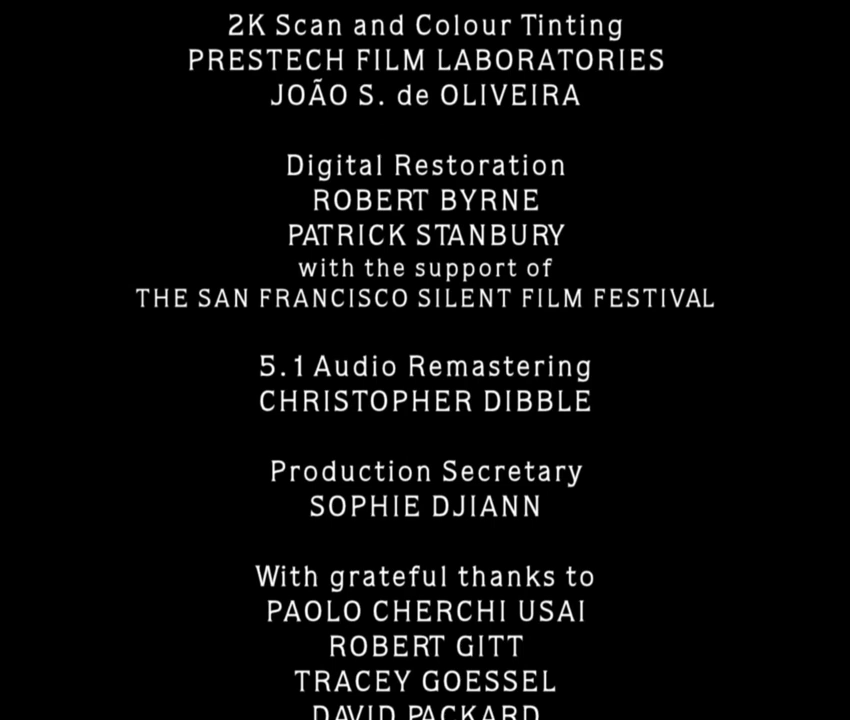 2K Scan and Colour Tinting
PRESTECH FILM LABORATORIES
JOÃO S. de OLIVEIRA
Digital Restoration
ROBERT BYRNE
PATRICK STANBURY
with the support of
THE SAN FRANCISCO SILENT FILM FESTIVAL
5.1 Audio Remastering
CHRISTOPHER DIBBLE
Production Secretary
SOPHIE DJIANN
With grateful thanks to
PAOLO CHERCHI USAI
ROBERT GITT
TRACEY GOESSEL
DAVID PACKARD